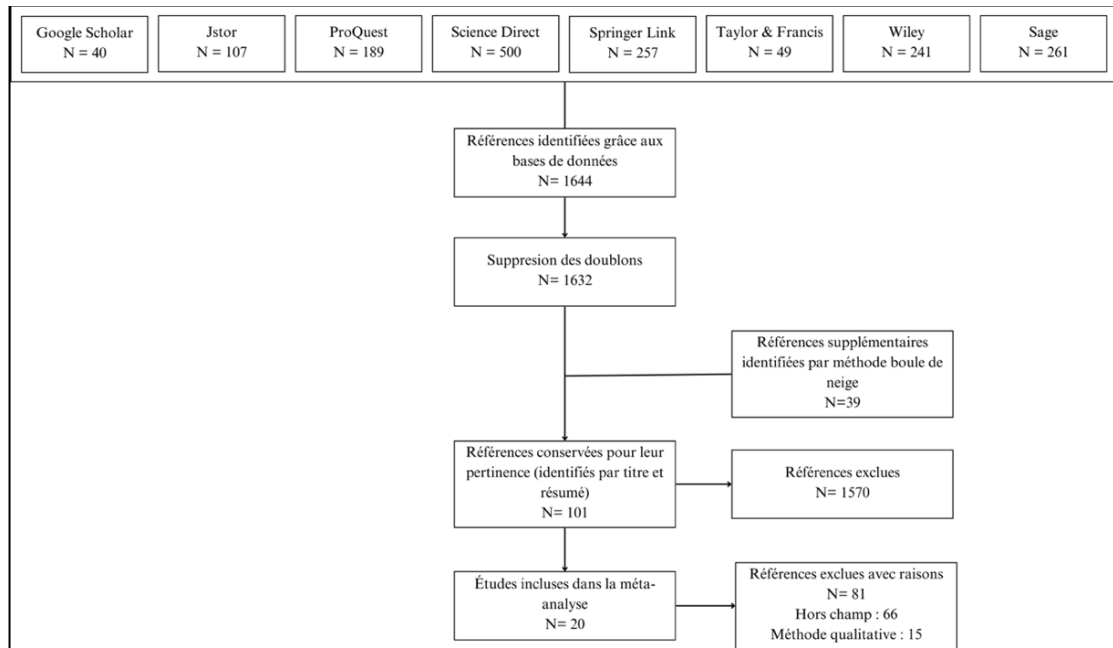 Google Scholar
N = 40
Jstor
N = 107
ProQuest
N = 189
Science Direct
N = 500
Springer Link
N = 257
Taylor & Francis
N = 49
Wiley
N = 241
Sage
N = 261
Références identifiées grâce aux
bases de données
N= 1644
Suppresion des doublons
N= 1632
Références supplémentaires
identifiées par méthode boule de
neige
N=39
Références conservées pour leur
pertinence (identifiés par titre et
résumé)
N= 101
Références exclues
N= 1570
Études incluses dans la méta-
analyse
N= 20
Références exclues avec raisons
N= 81
Hors champ : 66
Méthode qualitative : 15